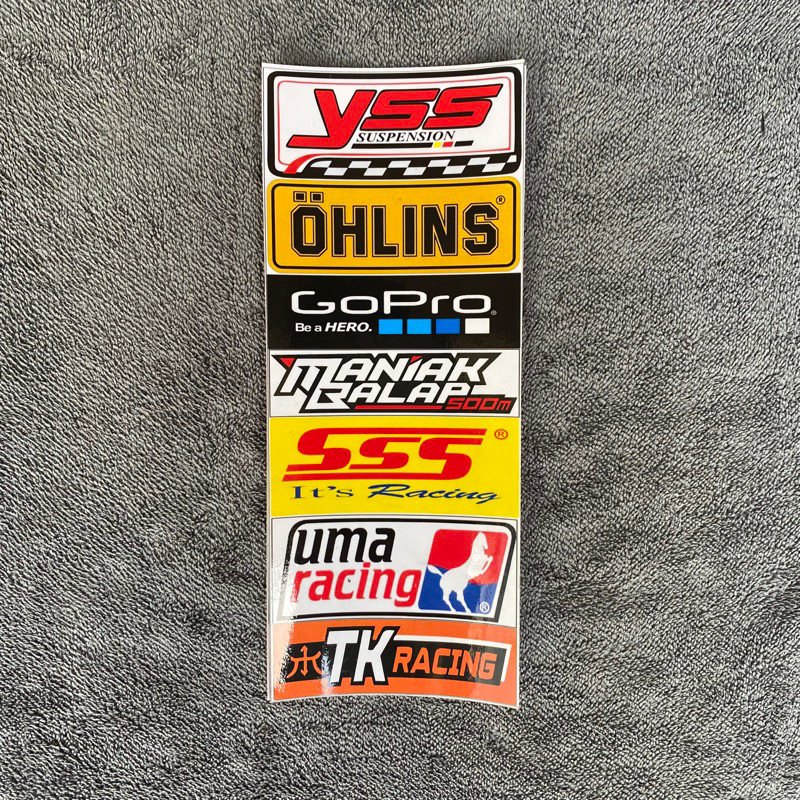 YSS
SUSPENSION
ÖHLINS®
GoPro®
Be a HERO.
MANIAK
BALAP
500m
SSS®
It's Racing
uma
racing®
TK RACING